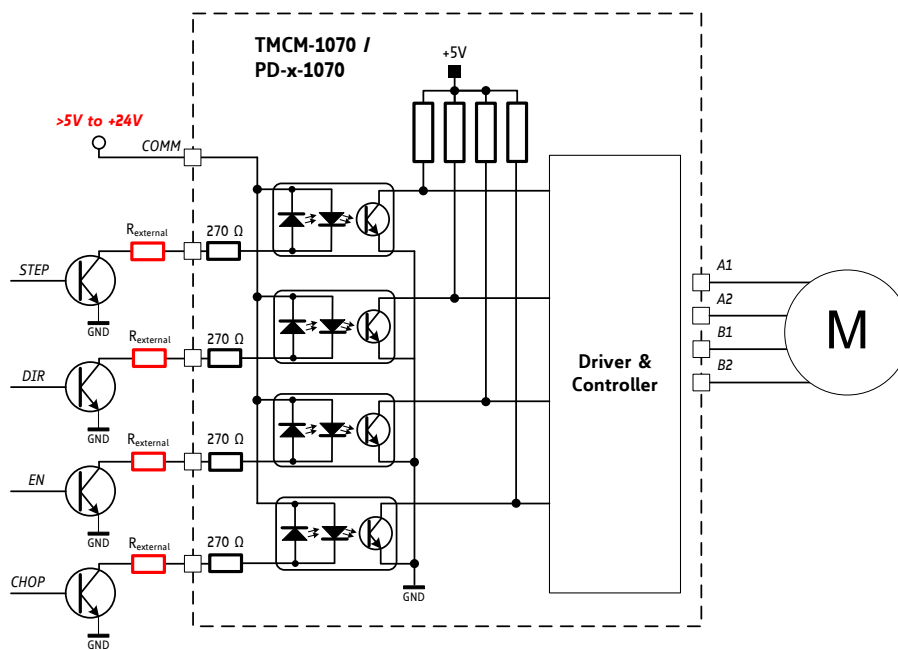 TMCM-1070 /
PD-x-1070
+5V
>5V to +24V
COMM
Rexternal
270 Ω
STEP
GND
Rexternal
270 Ω
DIR
GND
Rexternal
270 Ω
EN
GND
Rexternal
270 Ω
CHOP
GND
GND
Driver &
Controller
A1
A2
B1
B2
M